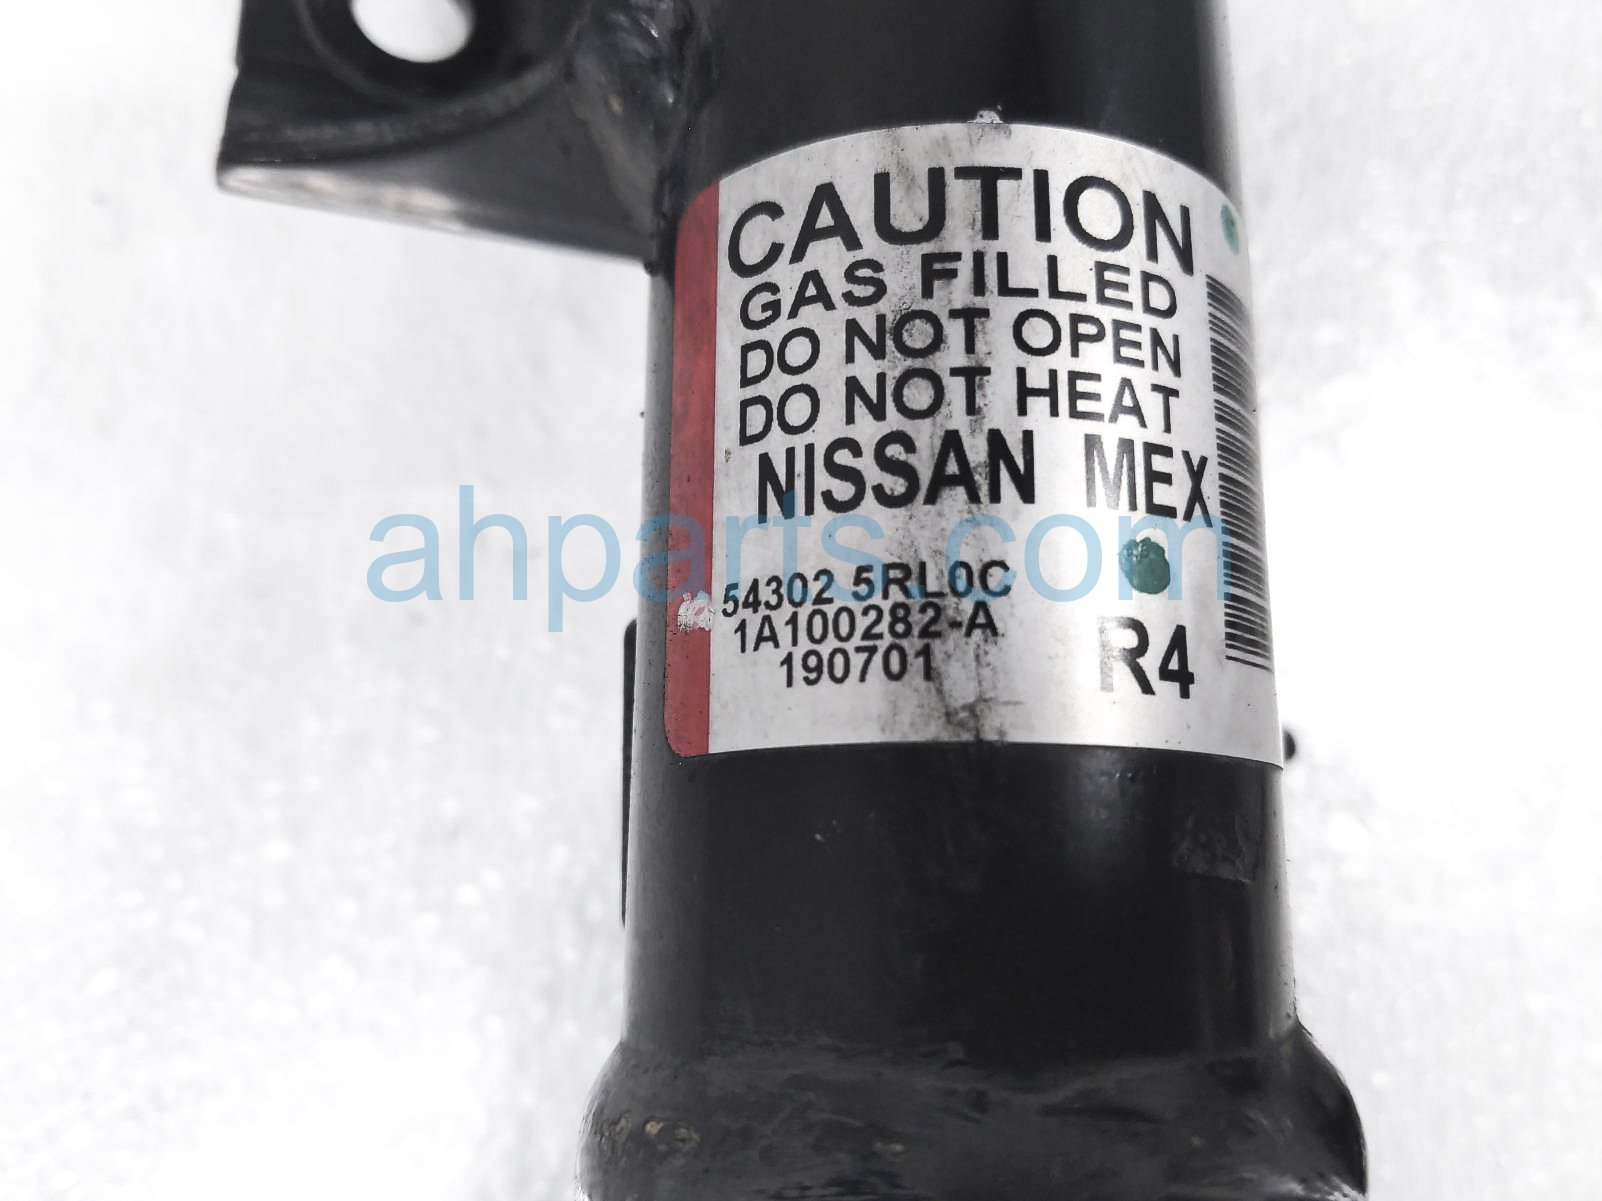 CAUTION
GAS FILLED
DO NOT OPEN
DO NOT HEAT
NISSAN MEX
ahparts.com
54302 5RL0C
1A100282-A
190701
R4